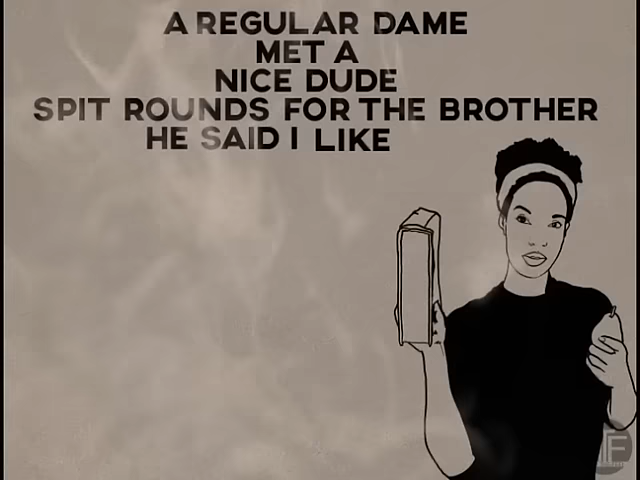 A REGULAR DAME
MET A
NICE DUDE
SPIT ROUNDS FOR THE BROTHER
HE SAID I LIKE